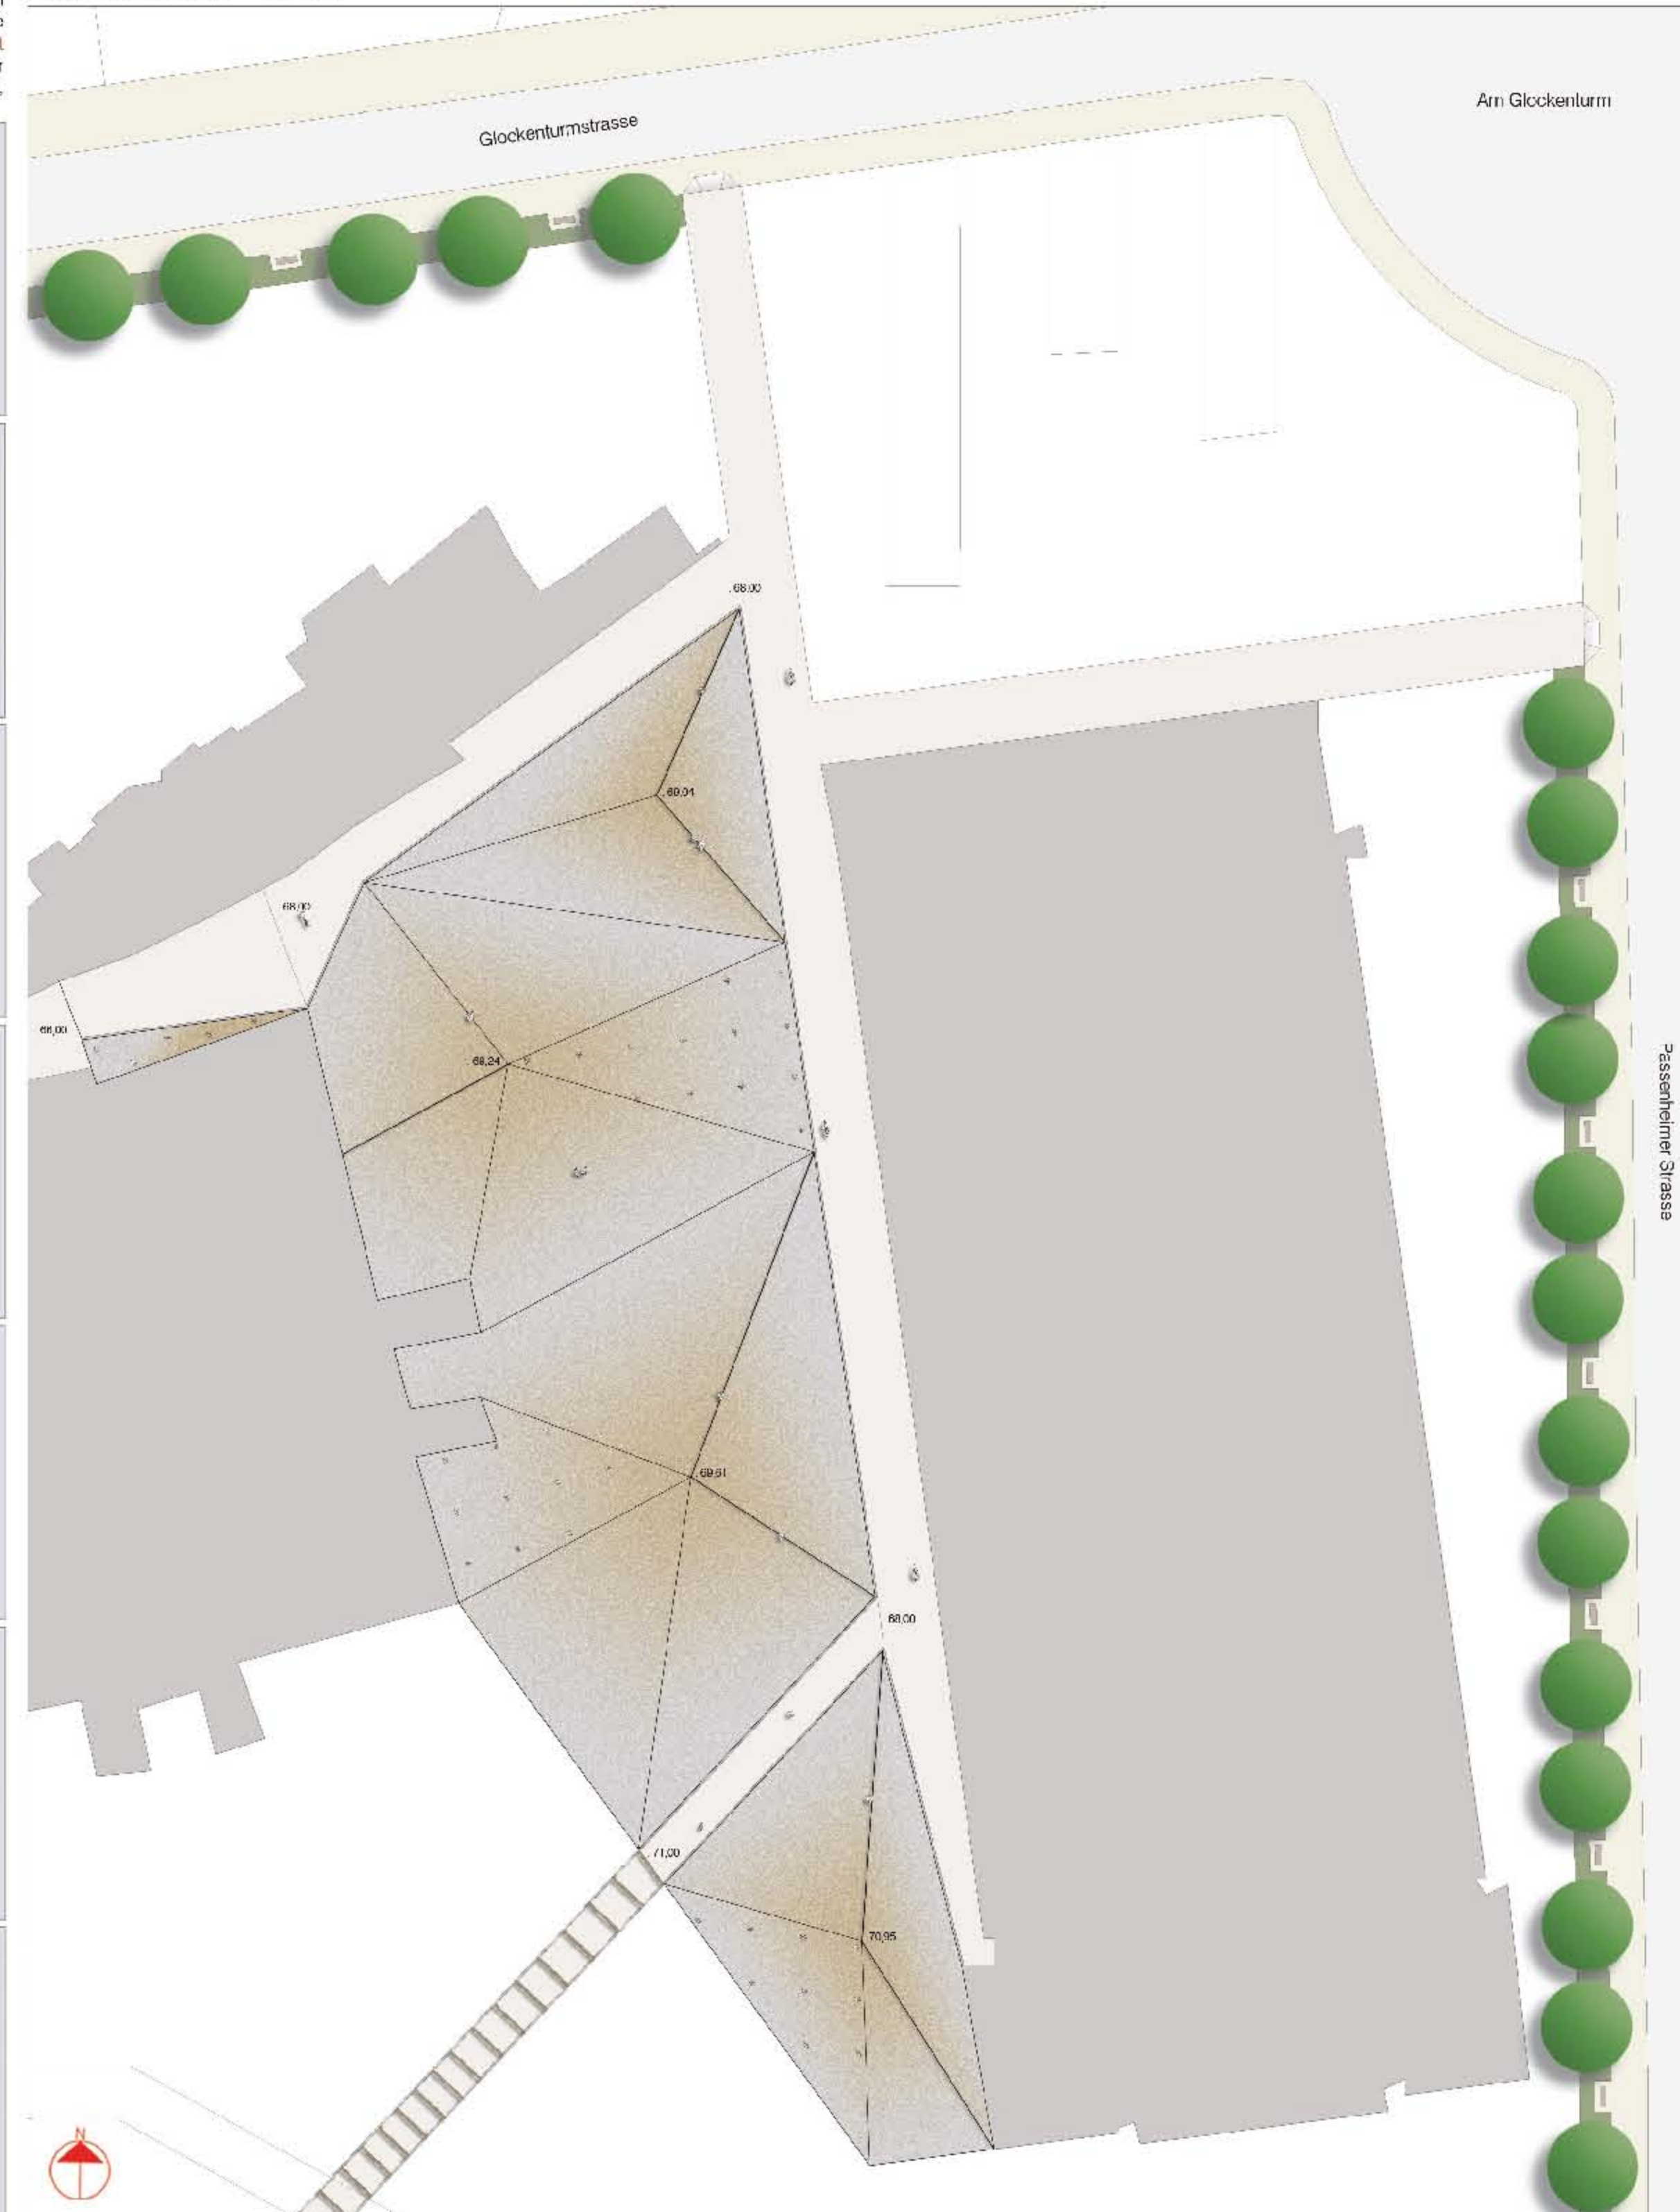 Glockenturmstrasse
Am Glockenturm
68,00
69,04
68,00
66,00
69,24
Passenheimer Strasse
69,61
68,00
71,00
70,95
N